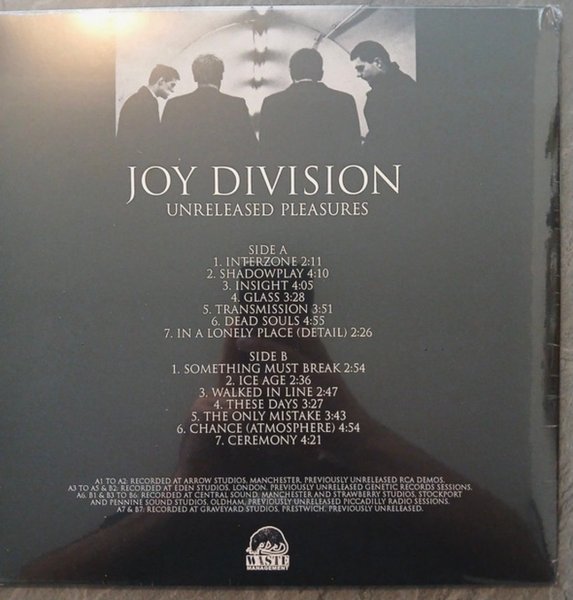 JOY DIVISION
UNRELEASED PLEASURES
SIDE A
1. INTERZONE 2:11
2. SHADOWPLAY 4:10
3. INSIGHT 4:05
4. GLASS 3:28
5. TRANSMISSION 3:51
6. DEAD SOULS 4:55
7. IN A LONELY PLACE (DETAIL) 2:26
SIDE B
1. SOMETHING MUST BREAK 2:54
2. ICE AGE 2:36
3. WALKED IN LINE 2:47
4. THESE DAYS 3:27
5. THE ONLY MISTAKE 3:43
6. CHANCE (ATMOSPHERE) 4:54
7. CEREMONY 4:21
A1 TO A2: RECORDED AT ARROW STUDIOS, MANCHESTER. PREVIOUSLY UNRELEASED RCA DEMOS.
A3 TO A5 & B2: RECORDED AT EDEN STUDIOS, LONDON. PREVIOUSLY UNRELEASED GENETIC RECORDS SESSIONS.
A6, B1 & B3 TO B6: RECORDED AT CENTRAL SOUND, MANCHESTER AND STRAWBERRY STUDIOS, STOCKPORT
AND PENNINE SOUND STUDIOS, OLDHAM. PREVIOUSLY UNRELEASED PICCADILLY RADIO SESSIONS.
A7 & B7: RECORDED AT GRAVEYARD STUDIOS, PRESTWICH. PREVIOUSLY UNRELEASED.
WASTE
MANAGEMENT